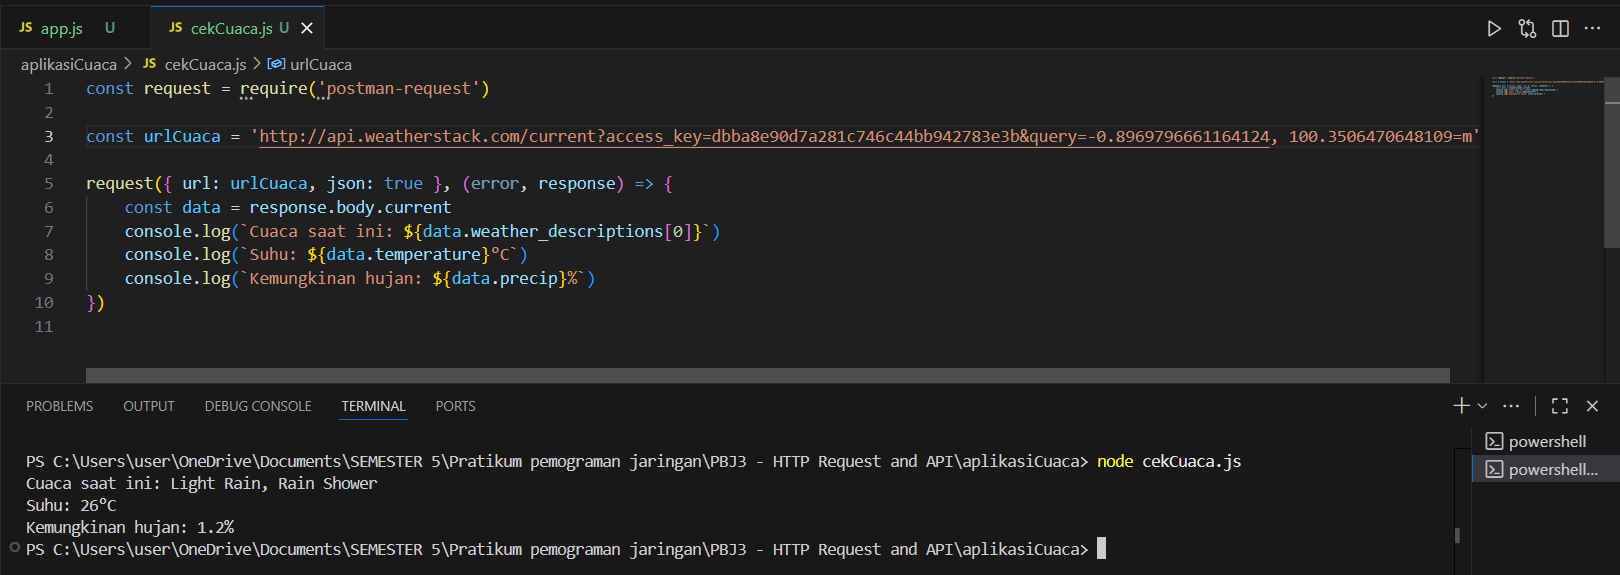 JS app.js U JS cekCuaca.js U
aplikasiCuaca > JS cekCuaca.js > urlCuaca
1 const request = require('postman-request')
2
3 const urlCuaca = 'http://api.weatherstack.com/current?access_key=dbba8e90d7a281c746c44bb942783e3b&query=-0.8969796661164124, 100.3506470648109=m'
4
5 request({ url: urlCuaca, json: true }, (error, response) => {
6 const data = response.body.current
7 console.log(`Cuaca saat ini: ${data.weather_descriptions[0]}`)
8 console.log(`Suhu: ${data.temperature}°C`)
9 console.log(`Kemungkinan hujan: ${data.precip}%`)
10 })
11
PROBLEMS OUTPUT DEBUG CONSOLE TERMINAL PORTS
powershell
powershell...
PS C:\Users\user\OneDrive\Documents\SEMESTER 5\Pratikum pemograman jaringan\PBJ3 - HTTP Request and API\aplikasiCuaca> node cekCuaca.js
Cuaca saat ini: Light Rain, Rain Shower
Suhu: 26°C
Kemungkinan hujan: 1.2%
PS C:\Users\user\OneDrive\Documents\SEMESTER 5\Pratikum pemograman jaringan\PBJ3 - HTTP Request and API\aplikasiCuaca>